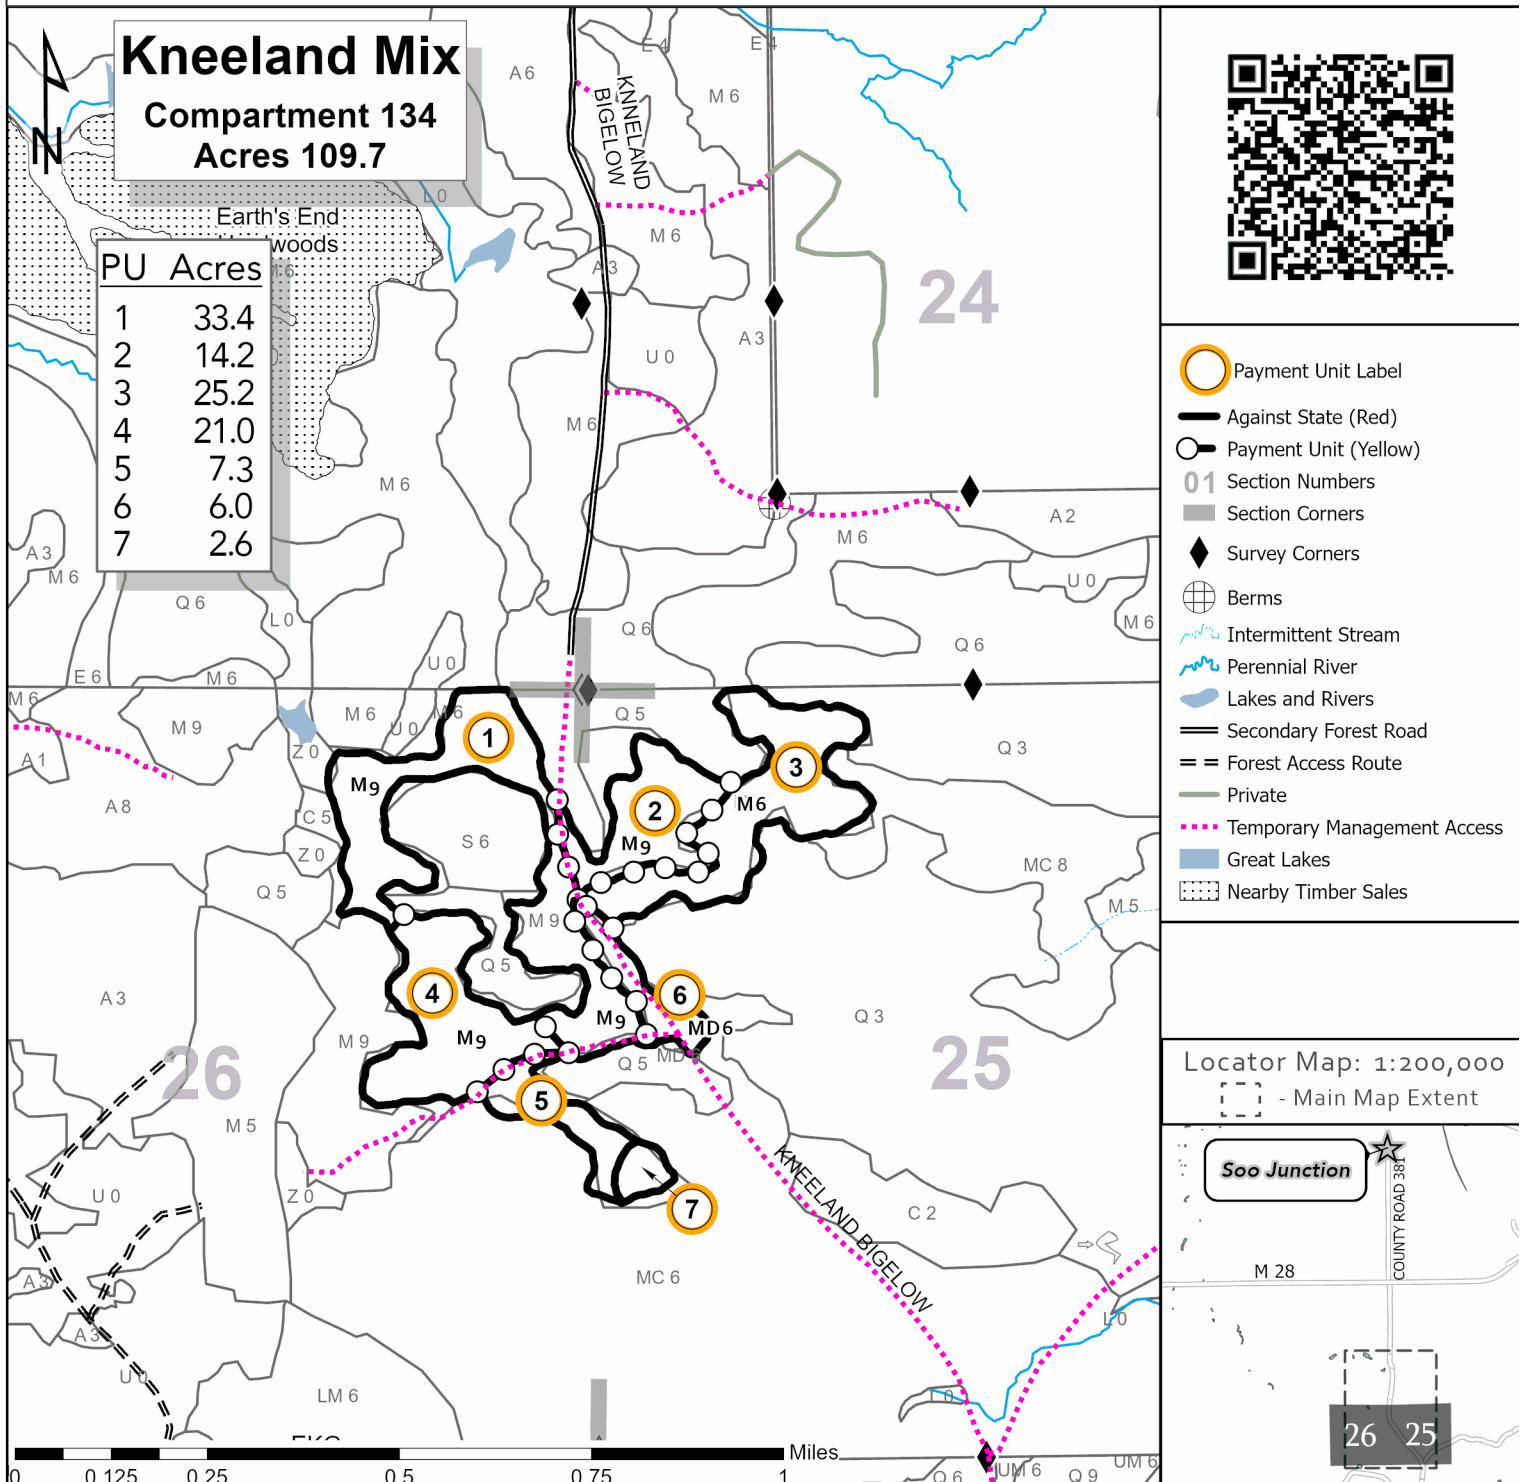 Kneeland Mix
Compartment 134
Acres 109.7
N
PU Acres
1 33.4
2 14.2
3 25.2
4 21.0
5 7.3
6 6.0
7 2.6
Earth's End
woods
KNNELAND
BIGELOW
A 6
E 4
E 4
M 6
L 0
M 6
A 3
24
A 3
U 0
M 6
M 6
A 2
M 6
A 3
M 6
U 0
Q 6
L 0
Q 6
M 6
Q 6
U 0
E 6
M 6
M 6
M 9
M 6
U 0
M 6
Q 5
Q 3
Z 0
A 1
A 8
C 5
Z 0
Q 5
1
2
3
M9
S 6
M9
M6
MC 8
M 5
M 9
Q 5
A 3
4
6
M9
M9
MD6
Q 3
M 9
26
25
Q 5
MD 6
5
M 5
7
U 0
Z 0
KNEELAND BIGELOW
C 2
MC 6
A 3
A 3
U 0
L 0
L 0
LM 6
Q 6
UM 6
Q 9
UM 6
Miles
0 0.125 0.25 0.5 0.75 1
Payment Unit Label
Against State (Red)
Payment Unit (Yellow)
01 Section Numbers
Section Corners
Survey Corners
Berms
Intermittent Stream
Perennial River
Lakes and Rivers
Secondary Forest Road
Forest Access Route
Private
Temporary Management Access
Great Lakes
Nearby Timber Sales
Locator Map: 1:200,000
- Main Map Extent
Soo Junction
COUNTY ROAD 381
M 28
26 25